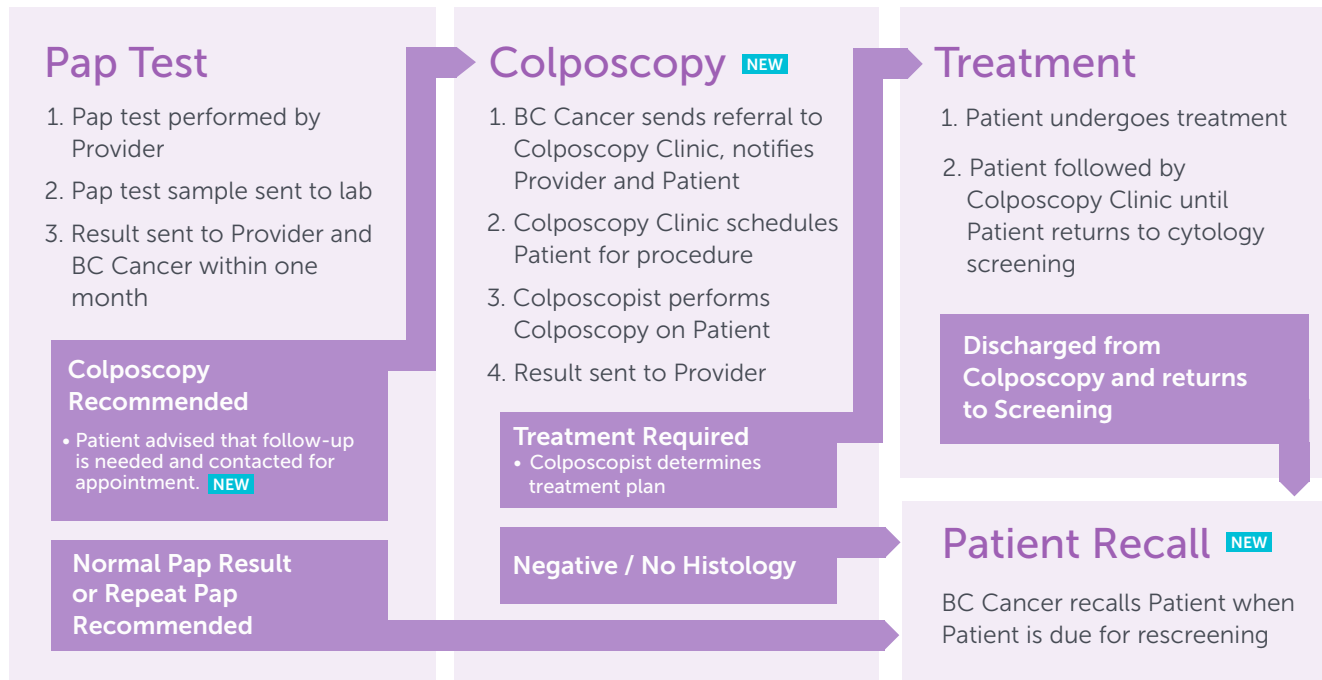 Pap Test
1. Pap test performed by
Provider
2. Pap test sample sent to lab
3. Result sent to Provider and
BC Cancer within one
month
Colposcopy
Recommended
• Patient advised that follow-up
is needed and contacted for
appointment. NEW
Normal Pap Result
or Repeat Pap
Recommended
Colposcopy NEW
1. BC Cancer sends referral to
Colposcopy Clinic, notifies
Provider and Patient
2. Colposcopy Clinic schedules
Patient for procedure
3. Colposcopist performs
Colposcopy on Patient
4. Result sent to Provider
Treatment Required
• Colposcopist determines
treatment plan
Negative / No Histology
Treatment
1. Patient undergoes treatment
2. Patient followed by
Colposcopy Clinic until
Patient returns to cytology
screening
Discharged from
Colposcopy and returns
to Screening
Patient Recall NEW
BC Cancer recalls Patient when
Patient is due for rescreening